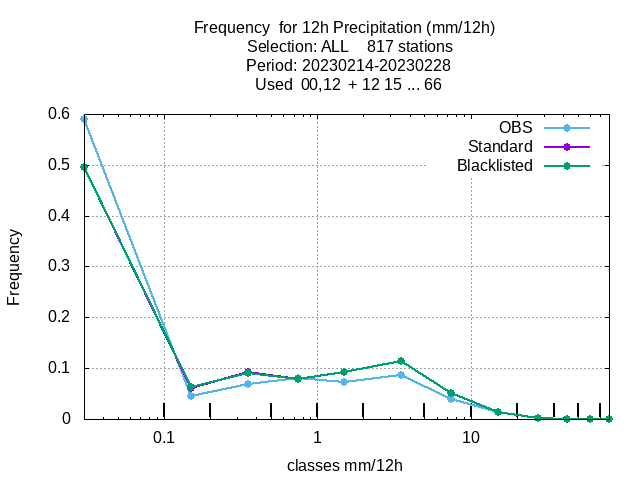 Frequency  for 12h Precipitation (mm/12h)
Selection: ALL    817 stations
Period: 20230214-20230228
Used  00,12  + 12 15 ... 66
OBS
Standard
Blacklisted
Frequency
0.6
0.5
0.4
0.3
0.2
0.1
0
0.1
1
10
classes mm/12h